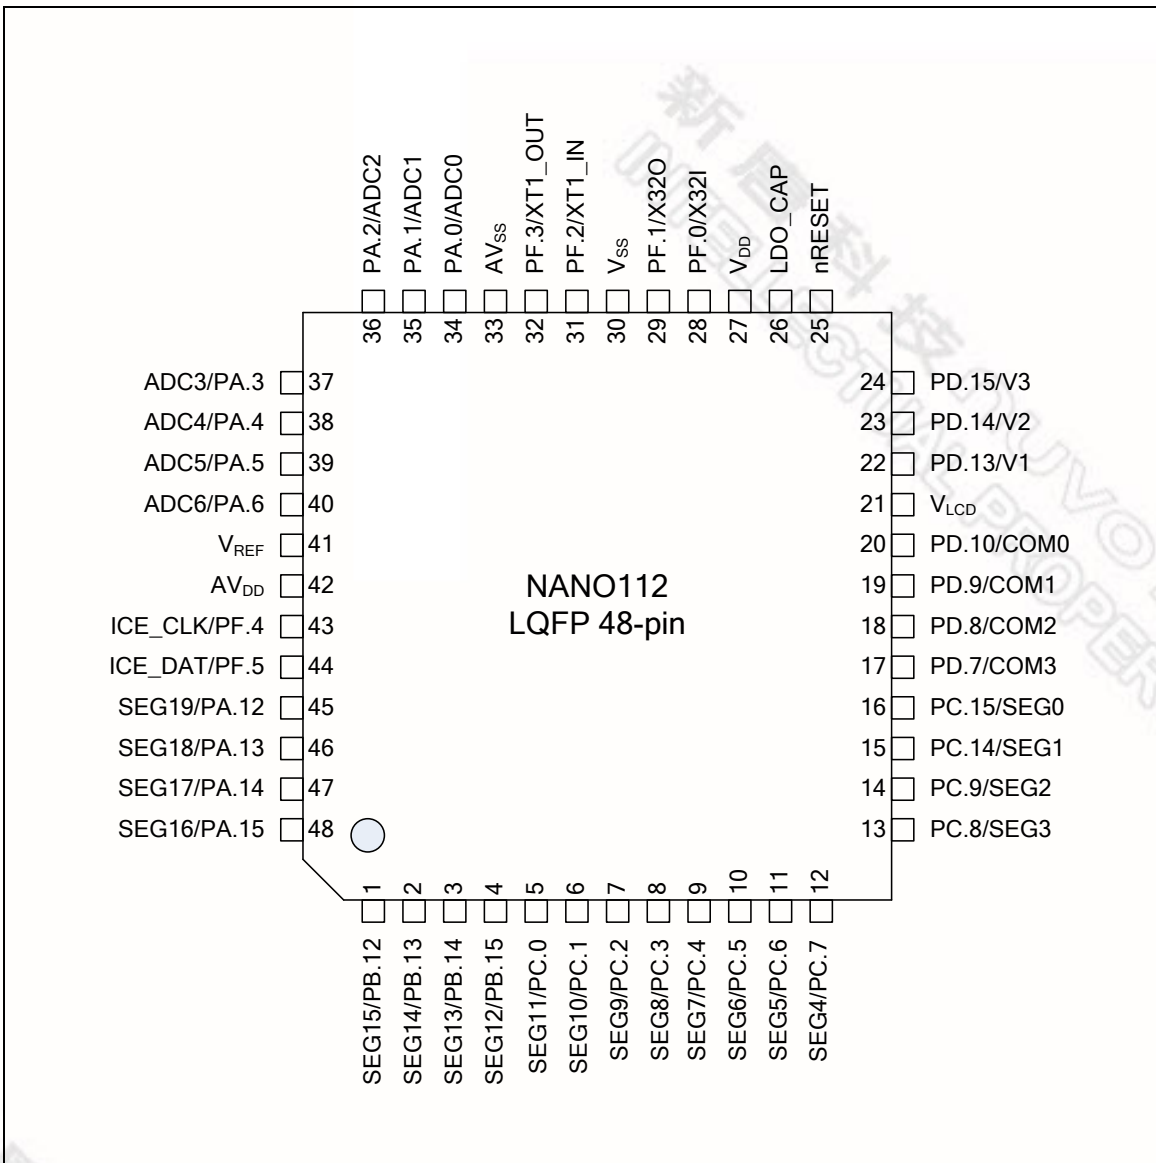 新唐科技 NUVO
INTELLECTUAL PROPER
PA.2/ADC2
PA.1/ADC1
PA.0/ADC0
AVSS
PF.3/XT1_OUT
PF.2/XT1_IN
VSS
PF.1/X32O
PF.0/X32I
VDD
LDO_CAP
nRESET
36 35 34 33 32 31 30 29 28 27 26 25
ADC3/PA.3 37
ADC4/PA.4 38
ADC5/PA.5 39
ADC6/PA.6 40
VREF 41
AVDD 42
ICE_CLK/PF.4 43
ICE_DAT/PF.5 44
SEG19/PA.12 45
SEG18/PA.13 46
SEG17/PA.14 47
SEG16/PA.15 48
NANO112
LQFP 48-pin
24 PD.15/V3
23 PD.14/V2
22 PD.13/V1
21 VLCD
20 PD.10/COM0
19 PD.9/COM1
18 PD.8/COM2
17 PD.7/COM3
16 PC.15/SEG0
15 PC.14/SEG1
14 PC.9/SEG2
13 PC.8/SEG3
1 2 3 4 5 6 7 8 9 10 11 12
SEG15/PB.12
SEG14/PB.13
SEG13/PB.14
SEG12/PB.15
SEG11/PC.0
SEG10/PC.1
SEG9/PC.2
SEG8/PC.3
SEG7/PC.4
SEG6/PC.5
SEG5/PC.6
SEG4/PC.7